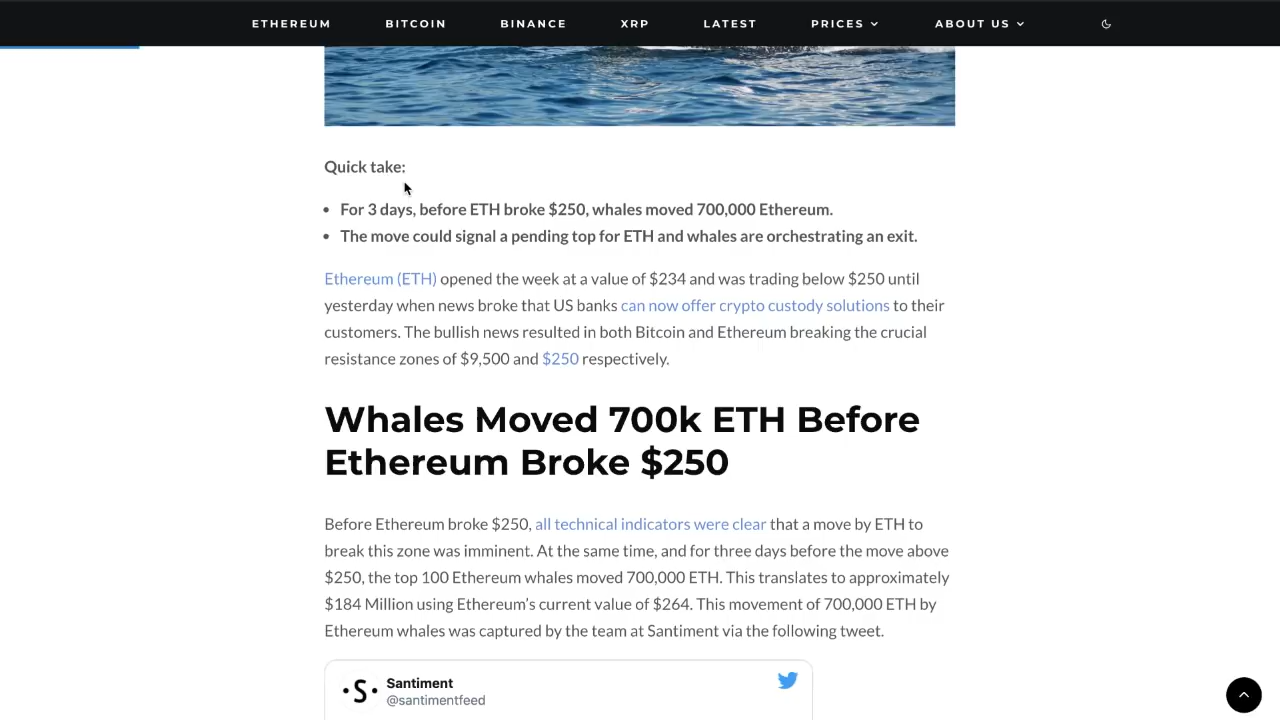 ETHEREUM BITCOIN BINANCE XRP LATEST PRICES ABOUT US
Quick take:
• For 3 days, before ETH broke $250, whales moved 700,000 Ethereum.
• The move could signal a pending top for ETH and whales are orchestrating an exit.
Ethereum (ETH) opened the week at a value of $234 and was trading below $250 until
yesterday when news broke that US banks can now offer crypto custody solutions to their
customers. The bullish news resulted in both Bitcoin and Ethereum breaking the crucial
resistance zones of $9,500 and $250 respectively.
Whales Moved 700k ETH Before
Ethereum Broke $250
Before Ethereum broke $250, all technical indicators were clear that a move by ETH to
break this zone was imminent. At the same time, and for three days before the move above
$250, the top 100 Ethereum whales moved 700,000 ETH. This translates to approximately
$184 Million using Ethereum’s current value of $264. This movement of 700,000 ETH by
Ethereum whales was captured by the team at Santiment via the following tweet.
·S· Santiment
@santimentfeed